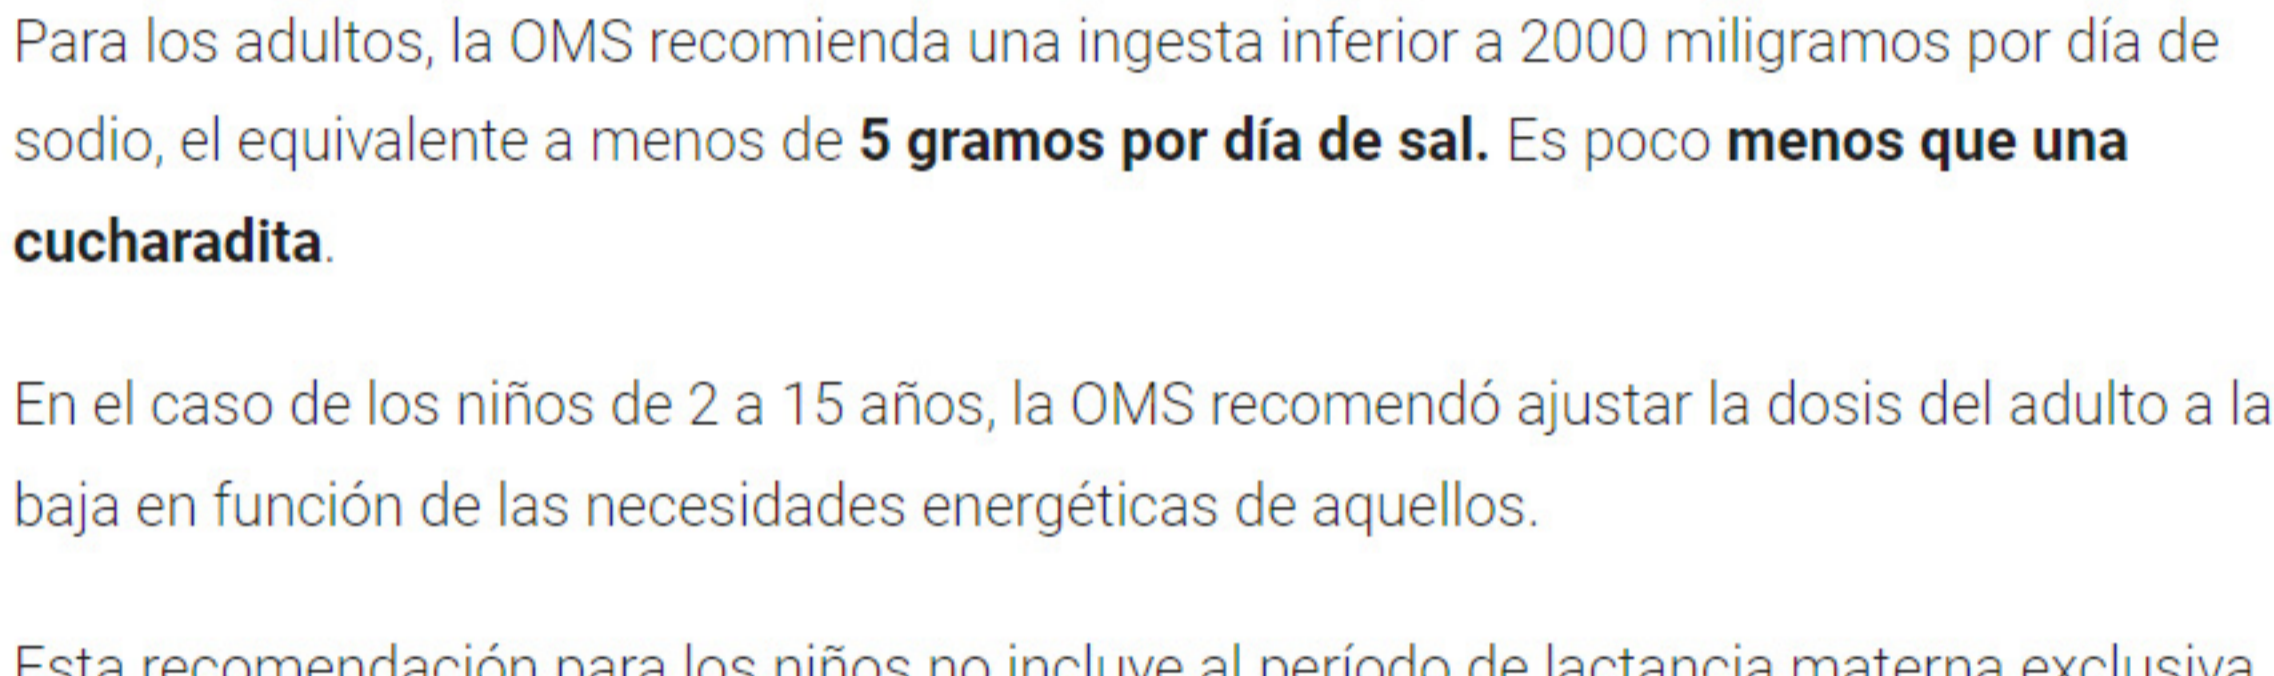 Para los adultos, la OMS recomienda una ingesta inferior a 2000 miligramos por día de
sodio, el equivalente a menos de 5 gramos por día de sal. Es poco menos que una
cucharadita.
En el caso de los niños de 2 a 15 años, la OMS recomendó ajustar la dosis del adulto a la
baja en función de las necesidades energéticas de aquellos.
Esta recomendación para los niños no incluye al período de lactancia materna exclusiva